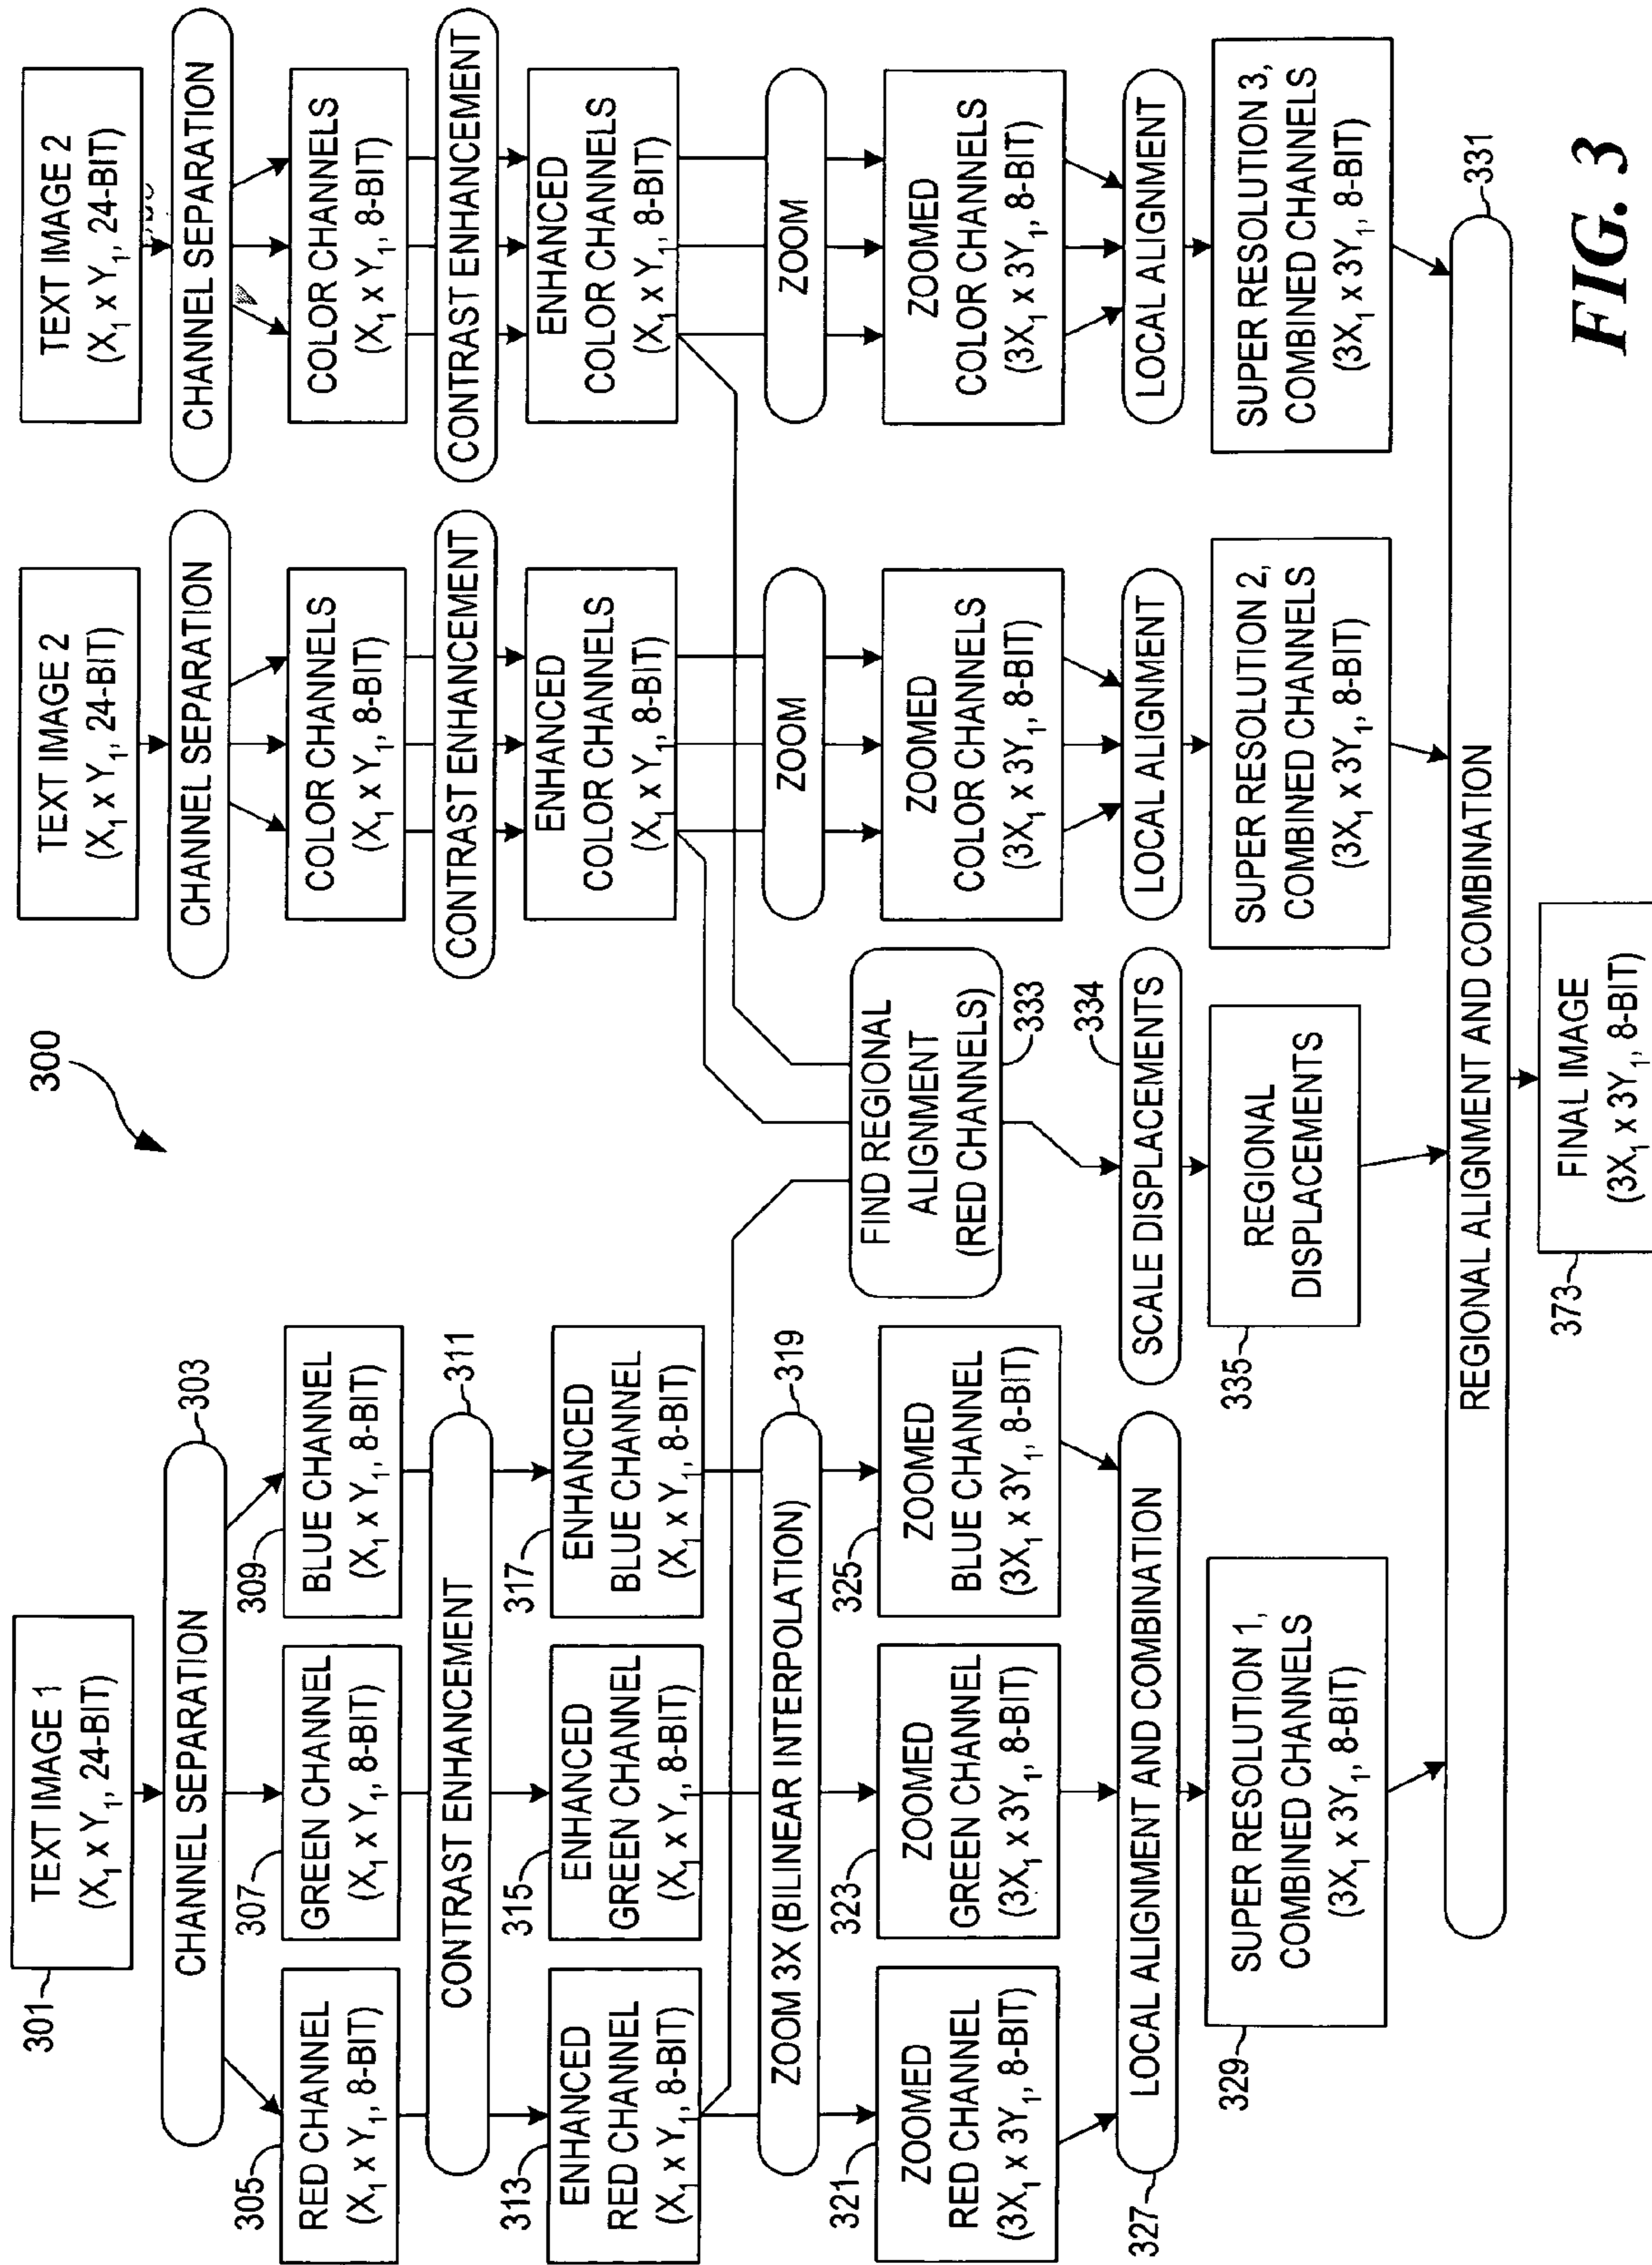 300
301
TEXT IMAGE 1
(X₁ x Y₁, 24-BIT)
CHANNEL SEPARATION
303
305
RED CHANNEL
(X₁ x Y₁, 8-BIT)
307
GREEN CHANNEL
(X₁ x Y₁, 8-BIT)
309
BLUE CHANNEL
(X₁ x Y₁, 8-BIT)
CONTRAST ENHANCEMENT
311
313
ENHANCED
RED CHANNEL
(X₁ x Y₁, 8-BIT)
315
ENHANCED
GREEN CHANNEL
(X₁ x Y₁, 8-BIT)
317
ENHANCED
BLUE CHANNEL
(X₁ x Y₁, 8-BIT)
ZOOM 3X (BILINEAR INTERPOLATION)
319
321
ZOOMED
RED CHANNEL
(3X₁ x 3Y₁, 8-BIT)
323
ZOOMED
GREEN CHANNEL
(3X₁ x 3Y₁, 8-BIT)
325
ZOOMED
BLUE CHANNEL
(3X₁ x 3Y₁, 8-BIT)
327
LOCAL ALIGNMENT AND COMBINATION
329
SUPER RESOLUTION 1,
COMBINED CHANNELS
(3X₁ x 3Y₁, 8-BIT)
FIND REGIONAL
ALIGNMENT
(RED CHANNELS)
333
334
SCALE DISPLACEMENTS
335
REGIONAL
DISPLACEMENTS
TEXT IMAGE 2
(X₁ x Y₁, 24-BIT)
CHANNEL SEPARATION
COLOR CHANNELS
(X₁ x Y₁, 8-BIT)
CONTRAST ENHANCEMENT
ENHANCED
COLOR CHANNELS
(X₁ x Y₁, 8-BIT)
ZOOM
ZOOMED
COLOR CHANNELS
(3X₁ x 3Y₁, 8-BIT)
LOCAL ALIGNMENT
SUPER RESOLUTION 2,
COMBINED CHANNELS
(3X₁ x 3Y₁, 8-BIT)
TEXT IMAGE 2
(X₁ x Y₁, 24-BIT)
CHANNEL SEPARATION
COLOR CHANNELS
(X₁ x Y₁, 8-BIT)
CONTRAST ENHANCEMENT
ENHANCED
COLOR CHANNELS
(X₁ x Y₁, 8-BIT)
ZOOM
ZOOMED
COLOR CHANNELS
(3X₁ x 3Y₁, 8-BIT)
LOCAL ALIGNMENT
SUPER RESOLUTION 3,
COMBINED CHANNELS
(3X₁ x 3Y₁, 8-BIT)
REGIONAL ALIGNMENT AND COMBINATION
331
373
FINAL IMAGE
(3X₁ x 3Y₁, 8-BIT)
FIG. 3